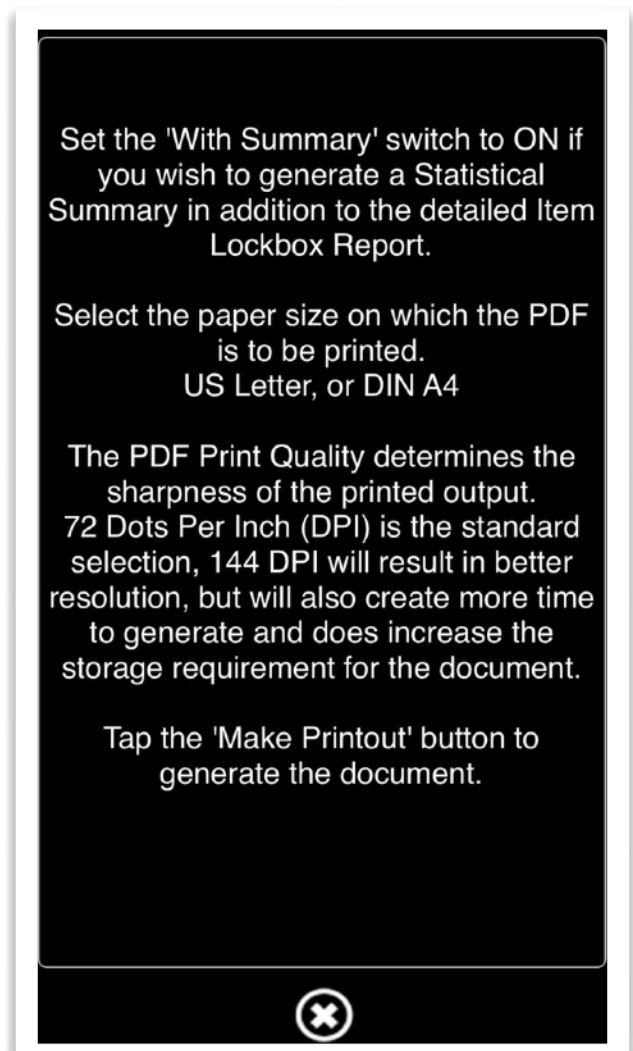 Set the 'With Summary' switch to ON if
you wish to generate a Statistical
Summary in addition to the detailed Item
Lockbox Report.
Select the paper size on which the PDF
is to be printed.
US Letter, or DIN A4
The PDF Print Quality determines the
sharpness of the printed output.
72 Dots Per Inch (DPI) is the standard
selection, 144 DPI will result in better
resolution, but will also create more time
to generate and does increase the
storage requirement for the document.
Tap the 'Make Printout' button to
generate the document.